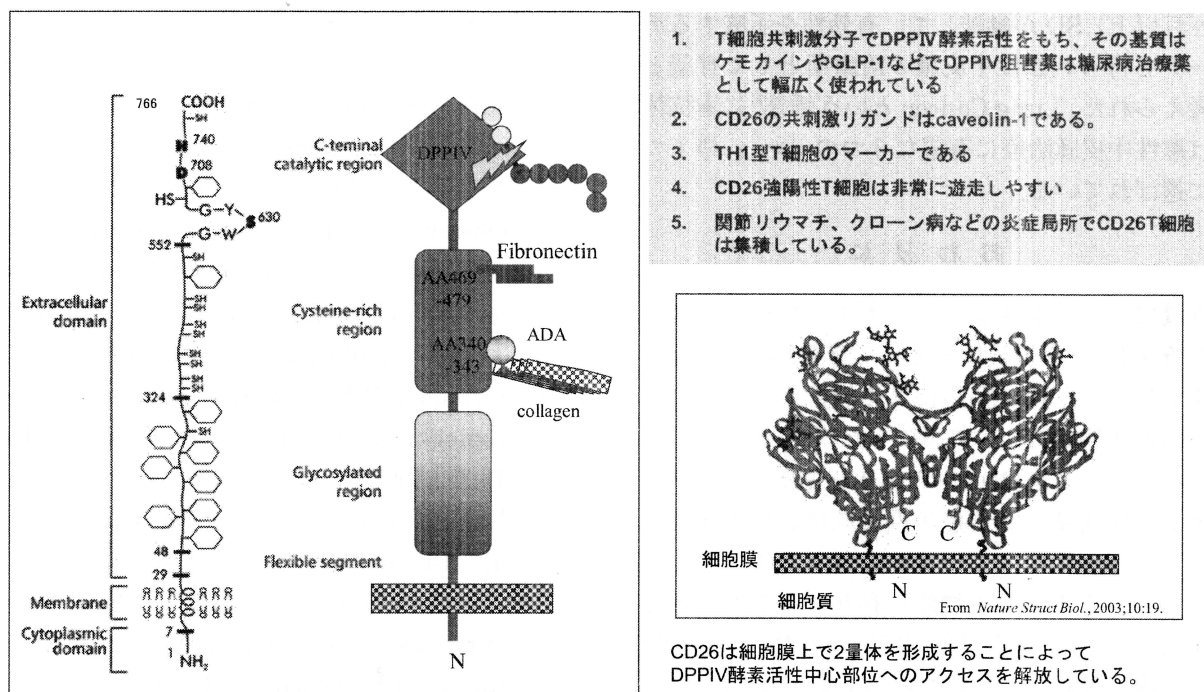 766
COOH
SH
H 740
D 708
HS
G Y
S 630
G W
552
SH
SH
SH
SH
SH
SH
SH
SH
SH
324
SH
48
29
7
1
NH2
Extracellular
domain
Membrane
Cytoplasmic
domain
C-teminal
catalytic region
DPPIV
Fibronectin
AA469
-479
Cysteine-rich
region
ADA
AA340
-343
collagen
Glycosylated
region
Flexible segment
N
1. T細胞共刺激分子でDPPIV酵素活性をもち、その基質は
ケモカインやGLP-1などでDPPIV阻害薬は糖尿病治療薬
として幅広く使われている
2. CD26の共刺激リガンドはcaveolin-1である。
3. TH1型T細胞のマーカーである
4. CD26強陽性T細胞は非常に遊走しやすい
5. 関節リウマチ、クローン病などの炎症局所でCD26T細胞
は集積している。
C C
細胞膜
N N
細胞質
From Nature Struct Biol., 2003;10:19.
CD26は細胞膜上で2量体を形成することによって
DPPIV酵素活性中心部位へのアクセスを解放している。